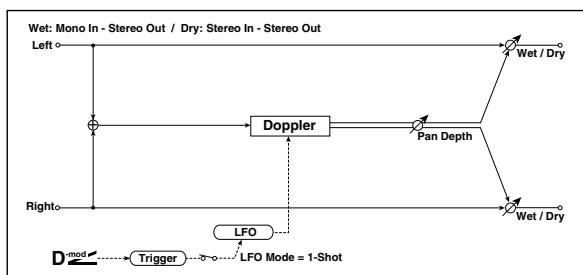 Wet: Mono In - Stereo Out / Dry: Stereo In - Stereo Out
Left
Wet / Dry
Doppler
Pan Depth
Right
Wet / Dry
LFO
D-mod
Trigger
LFO Mode = 1-Shot